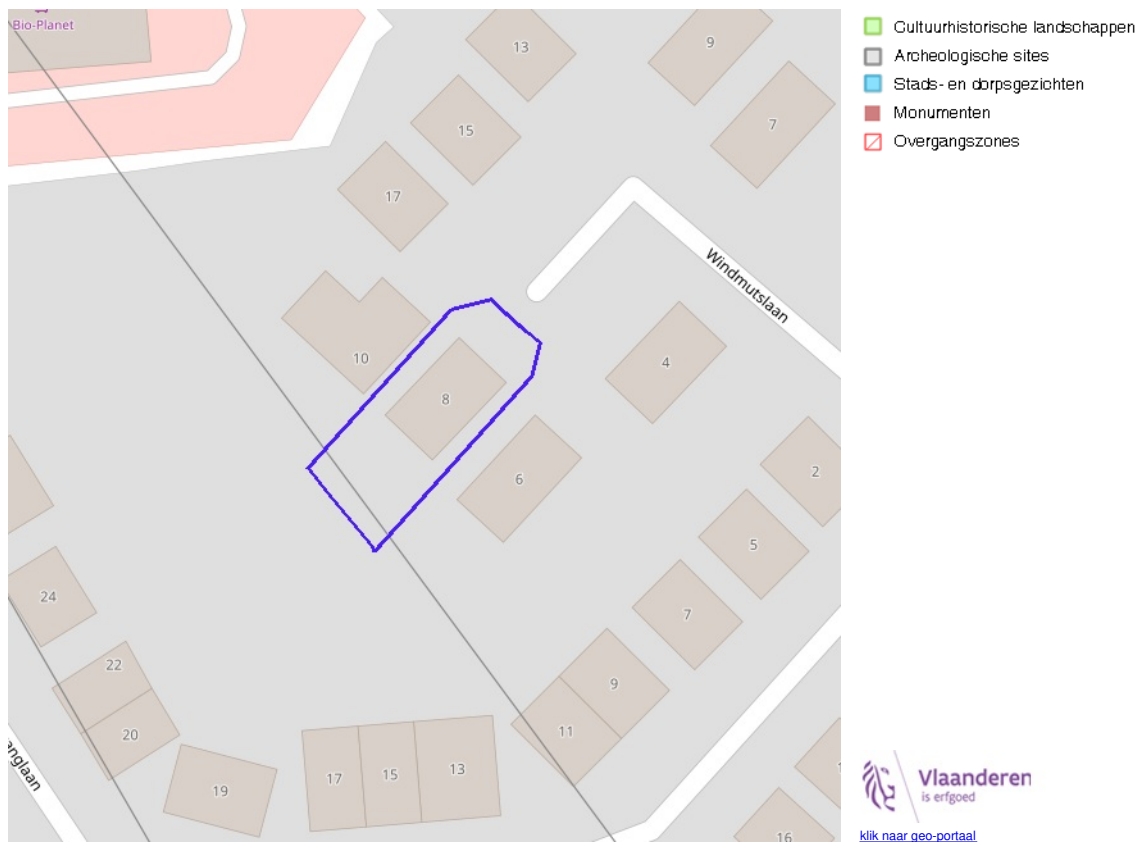 Bio-Planet
13
9
15
7
17
Windmutslaan
10
4
8
6
2
5
24
7
22
9
20
11
17
15
13
19
16
anglaan
Cultuurhistorische landschappen
Archeologische sites
Stads- en dorpsgezichten
Monumenten
Overgangszones
Vlaanderen
is erfgoed
klik naar geo-portaal